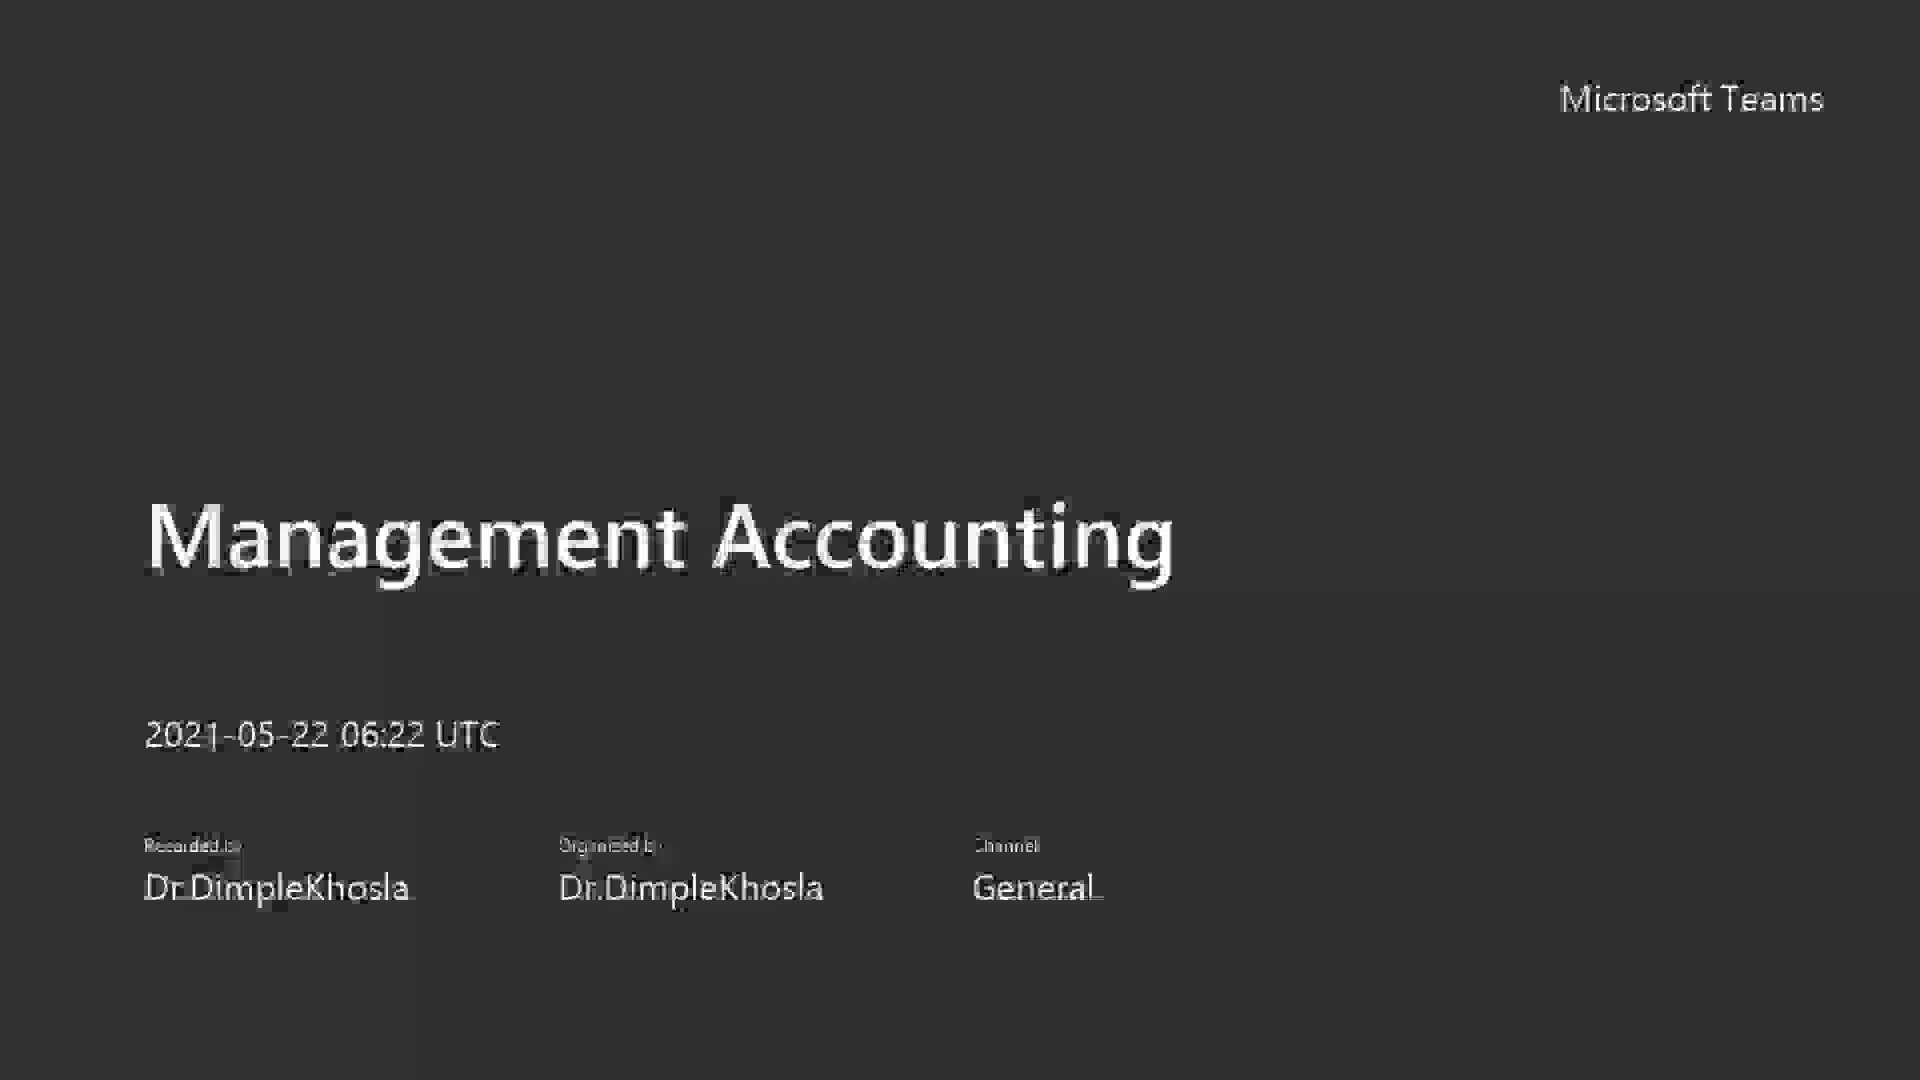 Microsoft Teams
Management Accounting
2021-05-22 06:22 UTC
Recorded by Organized by Channel
Dr.DimpleKhosla Dr.DimpleKhosla General